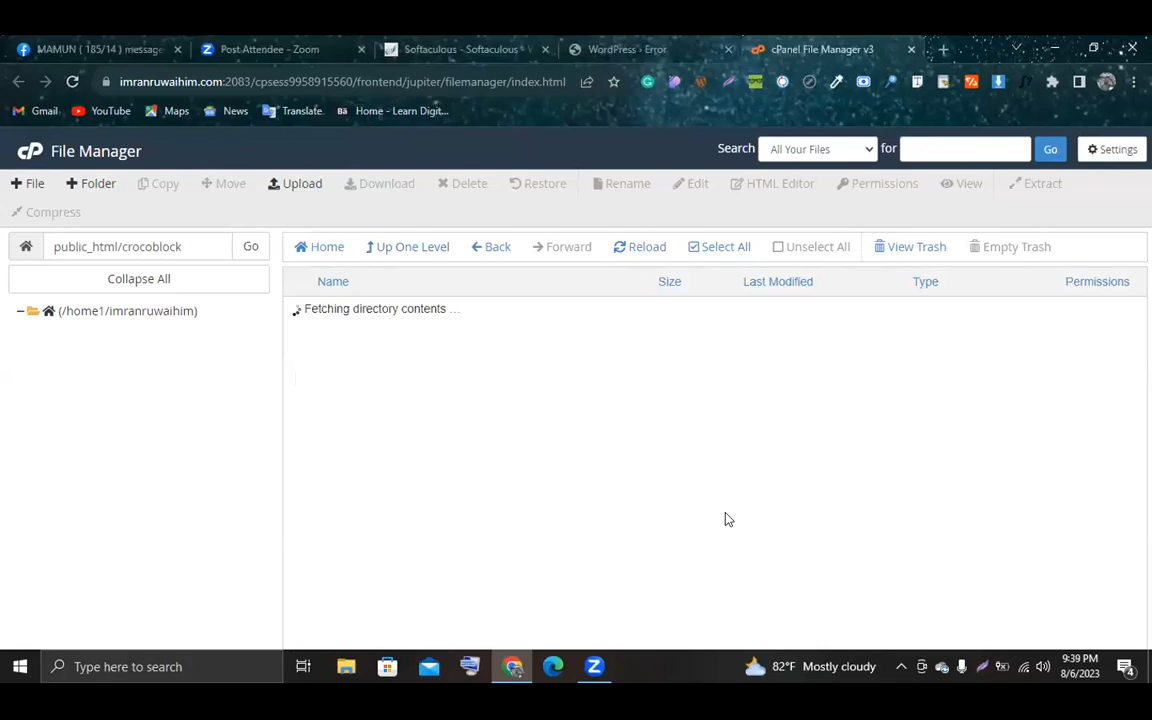 MAMUN ( 185/14 ) message
Post Attendee - Zoom
Softaculous - Softaculous - 
WordPress › Error
cPanel File Manager v3
imranruwaihim.com:2083/cpsess9958915560/frontend/jupiter/filemanager/index.html
Gmail
YouTube
Maps
News
Translate
Home - Learn Digit...
cP File Manager
Search
All Your Files
for
Go
Settings
+ File
+ Folder
Copy
Move
Upload
Download
Delete
Restore
Rename
Edit
HTML Editor
Permissions
View
Extract
Compress
public_html/crocoblock
Go
Home
Up One Level
Back
Forward
Reload
Select All
Unselect All
View Trash
Empty Trash
Collapse All
Name
Size
Last Modified
Type
Permissions
(/home1/imranruwaihim)
Fetching directory contents ...
Type here to search
82°F Mostly cloudy
9:39 PM
8/6/2023
4